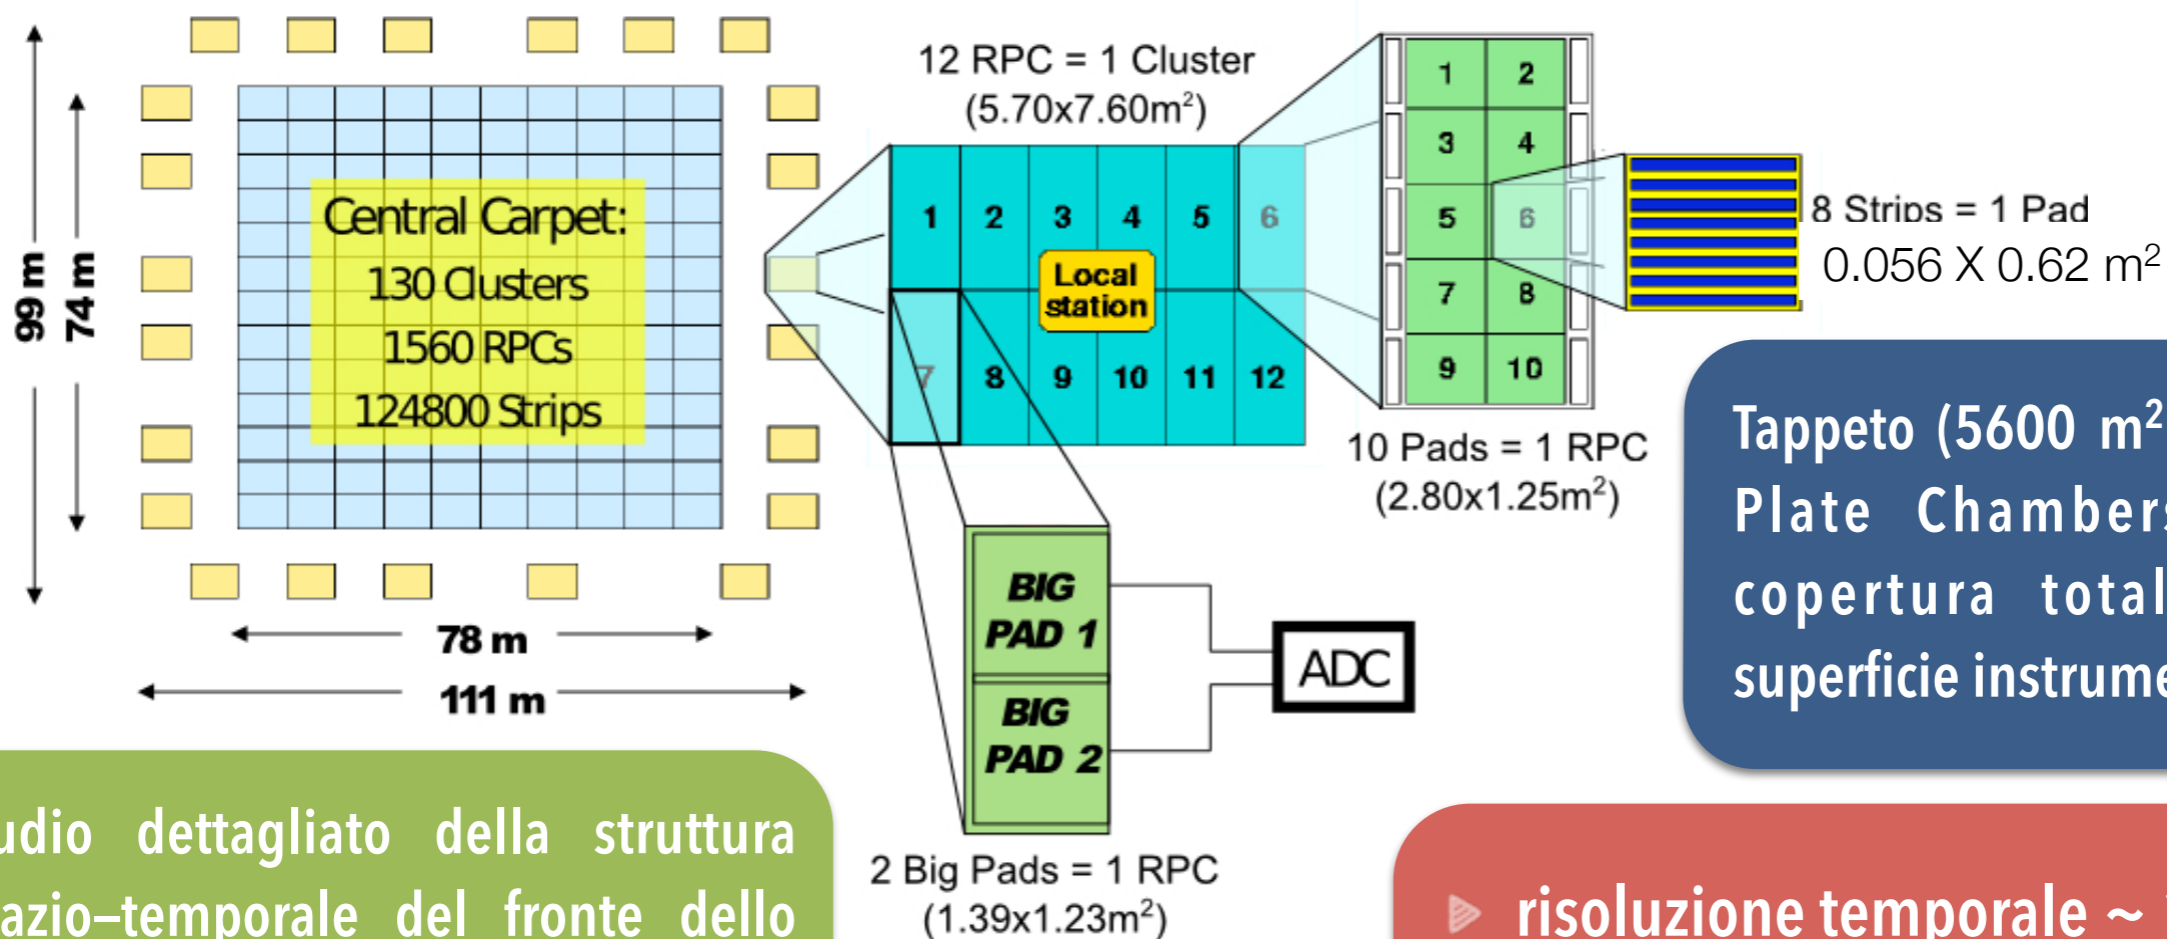 99 m
74 m
Central Carpet:
130 Clusters
1560 RPCs
124800 Strips
78 m
111 m
12 RPC = 1 Cluster
(5.70x7.60m²)
1 2 3 4 5 6
Local
station
7 8 9 10 11 12
1 2
3 4
5 6
7 8
9 10
10 Pads = 1 RPC
(2.80x1.25m²)
8 Strips = 1 Pad
0.056 X 0.62 m²
BIG
PAD 1
BIG
PAD 2
ADC
2 Big Pads = 1 RPC
(1.39x1.23m²)
Tappeto (5600 m²
Plate Chambers
copertura total
superficie instrume
udio dettagliato della struttura
azio–temporale del fronte dello
risoluzione temporale ~